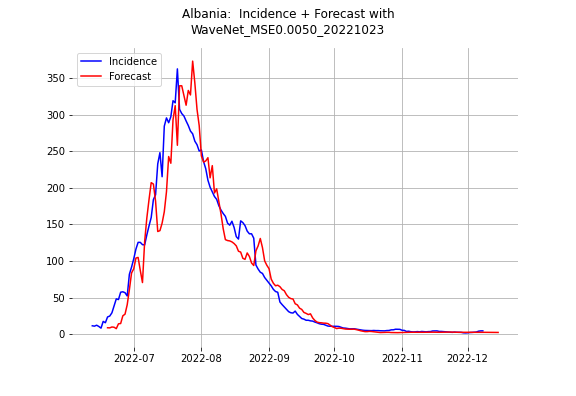 Albania:  Incidence + Forecast with
WaveNet_MSE0.0050_20221023
Incidence
Forecast
350
300
250
200
150
100
50
0
2022-07 2022-08 2022-09 2022-10 2022-11 2022-12